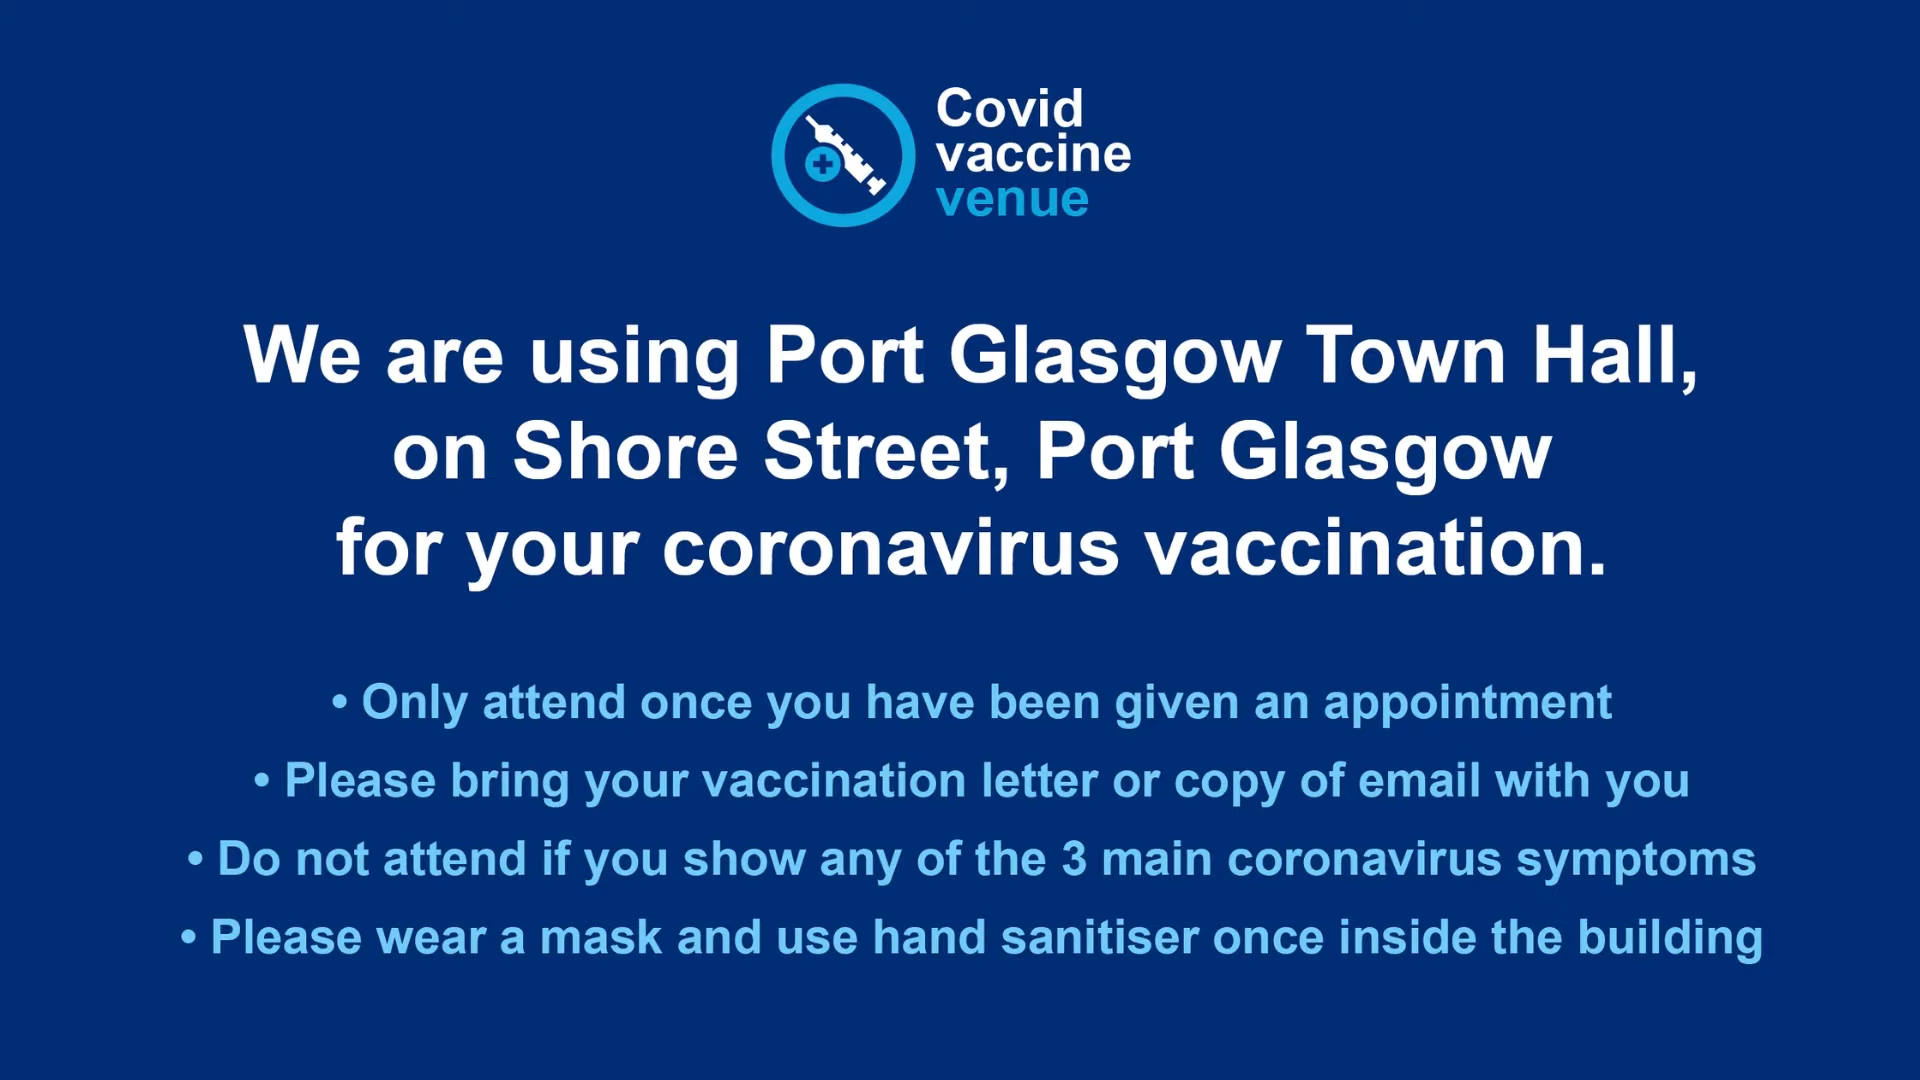 Covid
vaccine
venue
We are using Port Glasgow Town Hall,
on Shore Street, Port Glasgow
for your coronavirus vaccination.
• Only attend once you have been given an appointment
• Please bring your vaccination letter or copy of email with you
• Do not attend if you show any of the 3 main coronavirus symptoms
• Please wear a mask and use hand sanitiser once inside the building